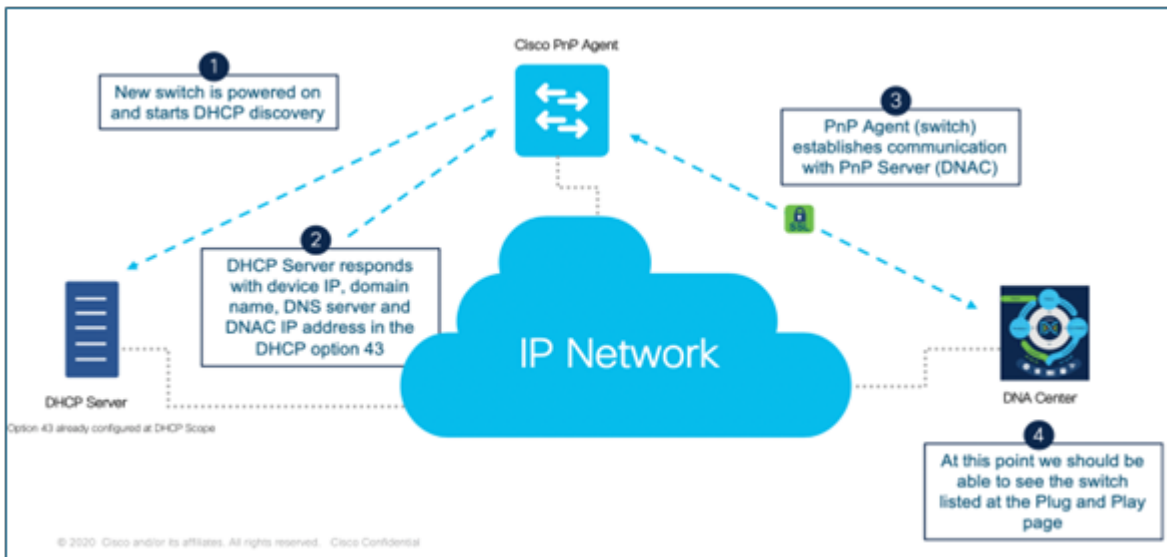 Cisco PnP Agent
1
New switch is powered on
and starts DHCP discovery
3
PnP Agent (switch)
establishes communication
with PnP Server (DNAC)
SSL
2
DHCP Server responds
with device IP, domain
name, DNS server and
DNAC IP address in the
DHCP option 43
IP Network
DHCP Server
Option 43 already configured at DHCP Scope
DNA Center
4
At this point we should be
able to see the switch
listed at the Plug and Play
page
© 2020 Cisco and/or its affiliates. All rights reserved. Cisco Confidential